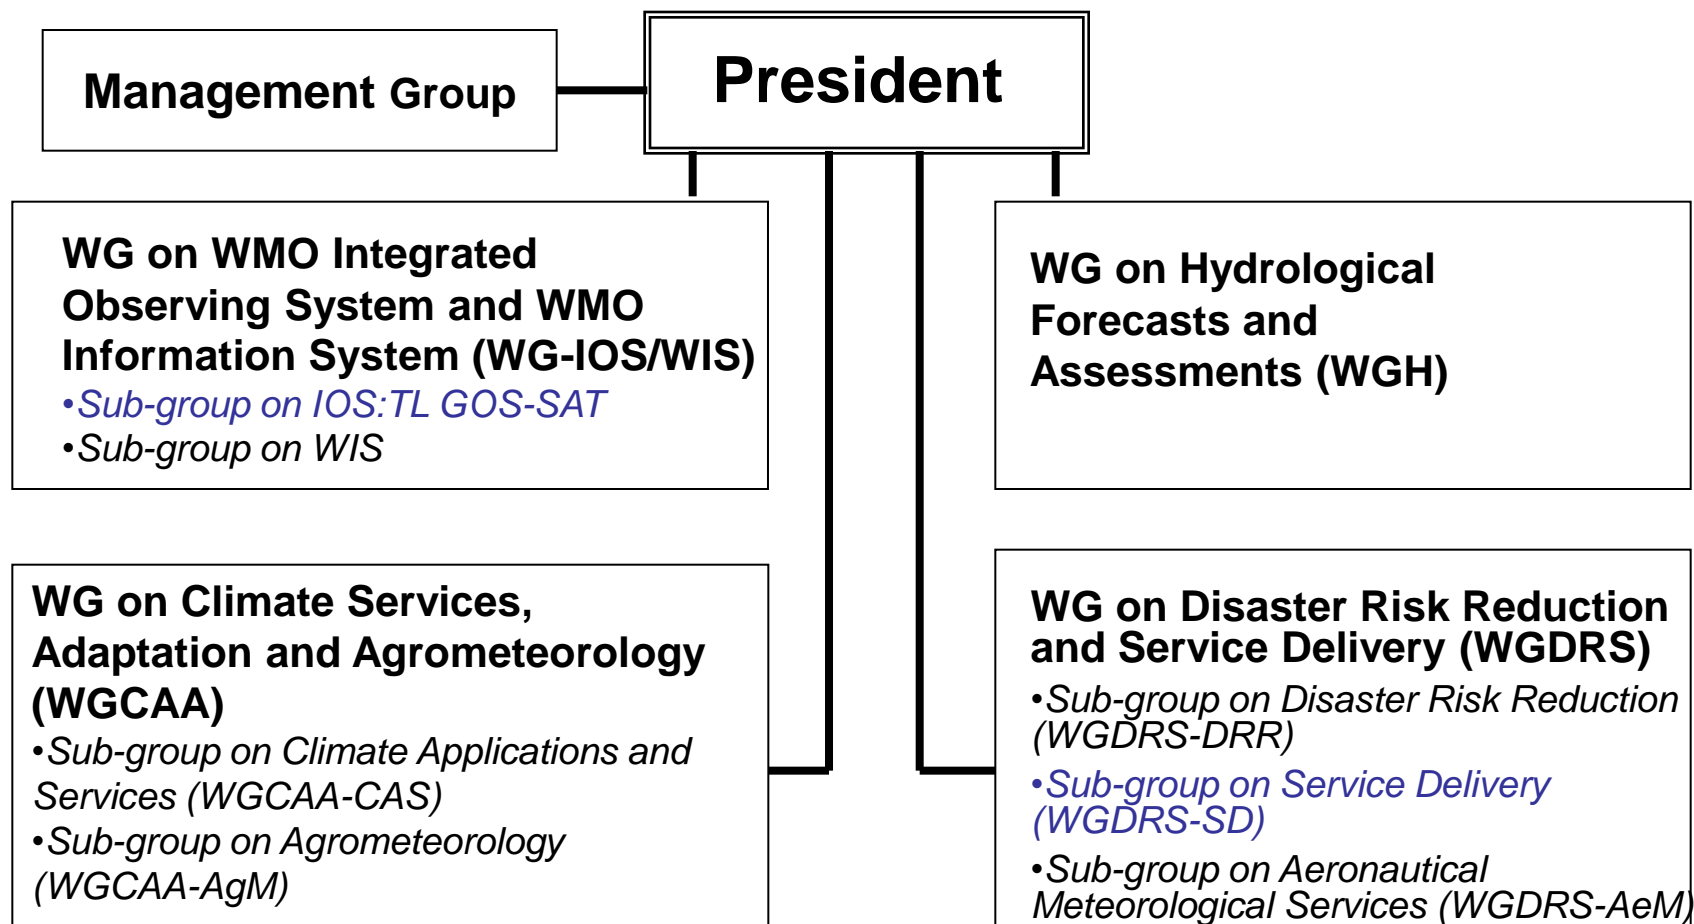 Management Group
President
WG on WMO Integrated
Observing System and WMO
Information System (WG-IOS/WIS)
•Sub-group on IOS:TL GOS-SAT
•Sub-group on WIS
WG on Hydrological
Forecasts and
Assessments (WGH)
WG on Climate Services,
Adaptation and Agrometeorology
(WGCAA)
•Sub-group on Climate Applications and
Services (WGCAA-CAS)
•Sub-group on Agrometeorology
(WGCAA-AgM)
WG on Disaster Risk Reduction
and Service Delivery (WGDRS)
•Sub-group on Disaster Risk Reduction
(WGDRS-DRR)
•Sub-group on Service Delivery
(WGDRS-SD)
•Sub-group on Aeronautical
Meteorological Services (WGDRS-AeM)